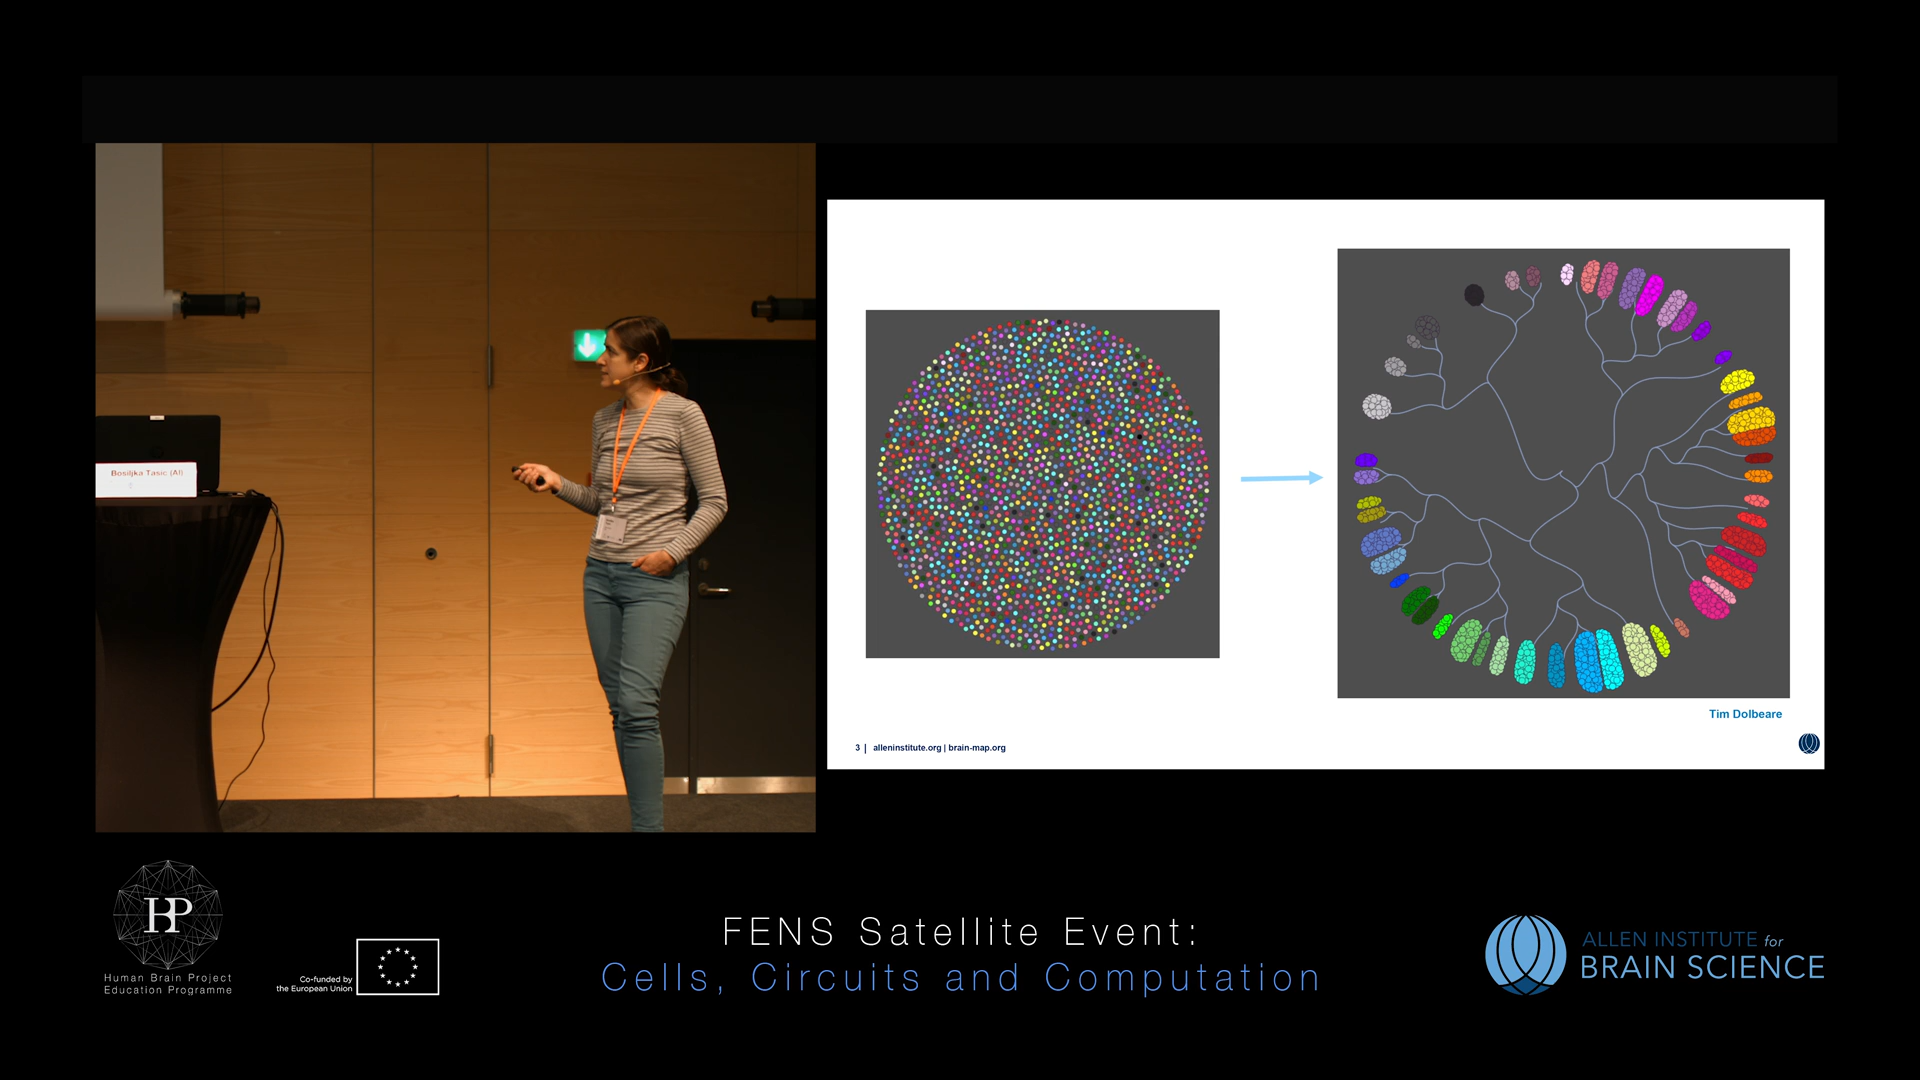 Bosiljka Tasic (AI)
Tim Dolbeare
3 | alleninstitute.org | brain-map.org
HBP
Human Brain Project
Education Programme
Co-funded by
the European Union
FENS Satellite Event:
Cells, Circuits and Computation
ALLEN INSTITUTE for
BRAIN SCIENCE